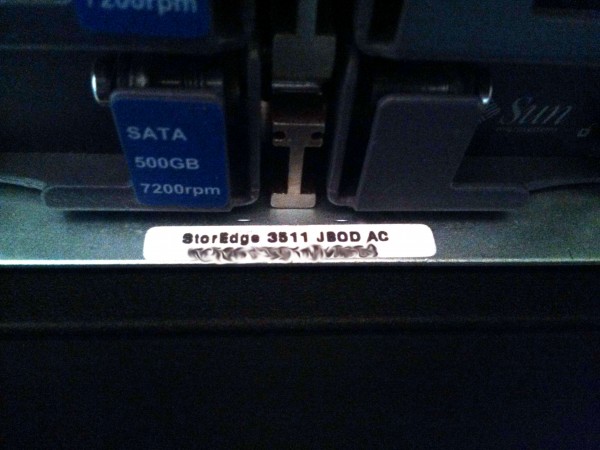 7200rpm
SATA
500GB
7200rpm
Sun
StorEdge 3511 JBOD AC